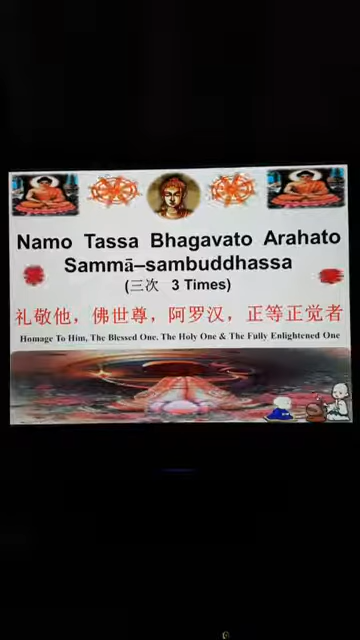 Namo Tassa Bhagavato Arahato
Sammā–sambuddhassa
(三次 3 Times)
礼敬他，佛世尊，阿罗汉，正等正觉者
Homage To Him, The Blessed One, The Holy One & The Fully Enlightened One